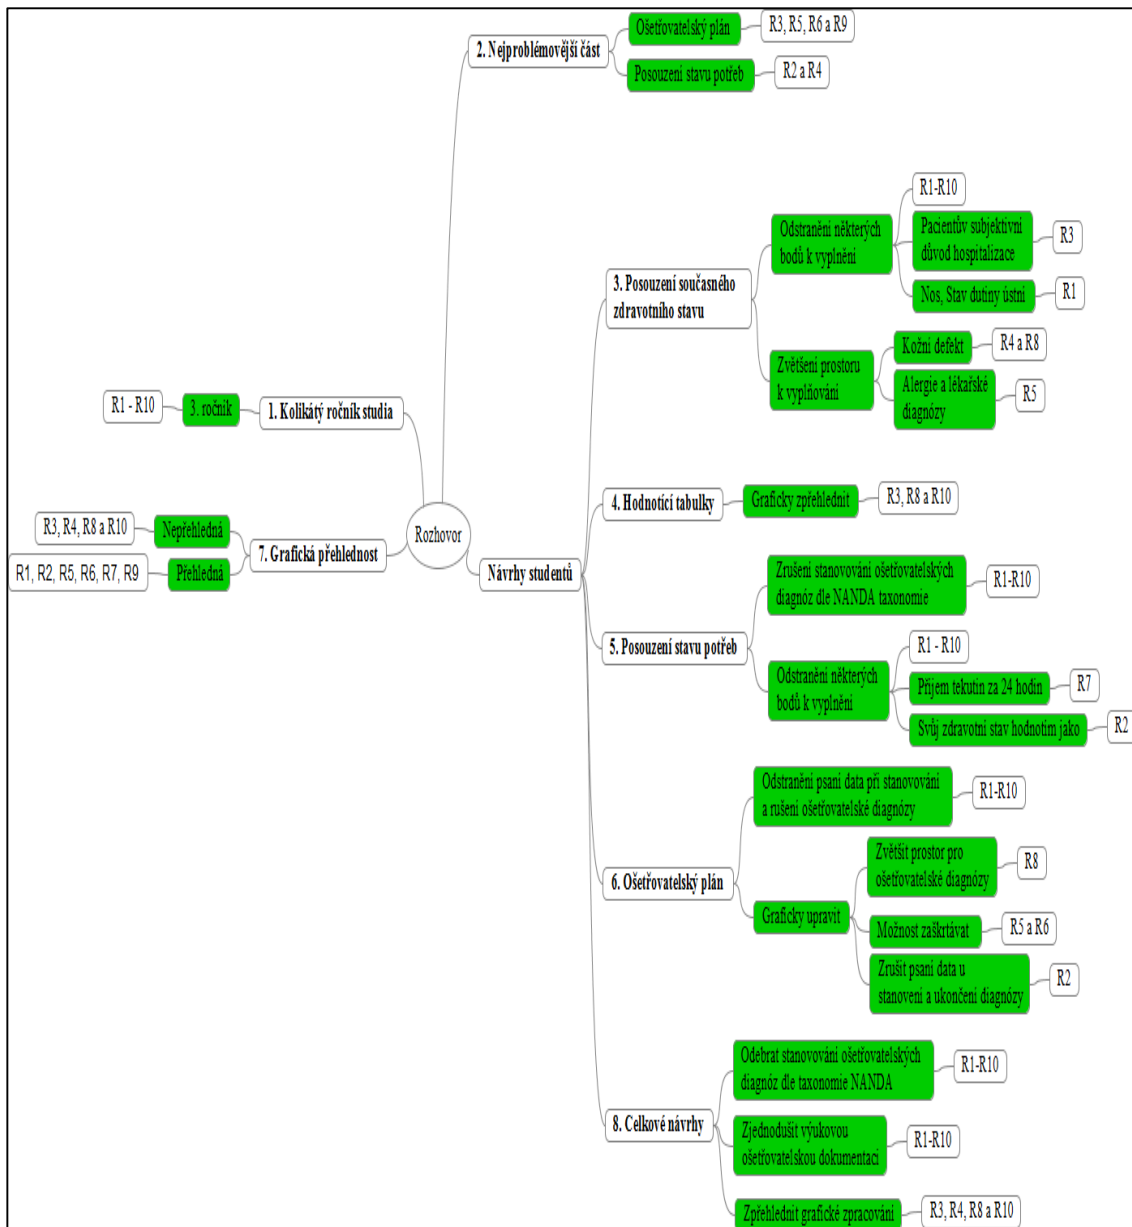 2. Nejproblémovější část
Ošetřovatelský plán
R3, R5, R6 a R9
Posouzení stavu potřeb
R2 a R4
3. Posouzení současného
zdravotního stavu
Odstranění některých
bodů k vyplnění
R1-R10
Pacientův subjektivní
důvod hospitalizace
R3
Nos, Stav dutiny ústní
R1
Zvětšení prostoru
k vyplňování
Kožní defekt
R4 a R8
Alergie a lékařské
diagnózy
R5
1. Kolikátý ročník studia
3. ročník
R1 - R10
4. Hodnotící tabulky
Graficky zpřehlednit
R3, R8 a R10
Rozhovor
7. Grafická přehlednost
Nepřehledná
R3, R4, R8 a R10
Přehledná
R1, R2, R5, R6, R7, R9
Návrhy studentů
5. Posouzení stavu potřeb
Zrušení stanovování ošetřovatelských
diagnóz dle NANDA taxonomie
R1-R10
Odstranění některých
bodů k vyplnění
R1 - R10
Příjem tekutin za 24 hodin
R7
Svůj zdravotní stav hodnotím jako
R2
6. Ošetřovatelský plán
Odstranění psaní data při stanovování
a rušení ošetřovatelské diagnózy
R1-R10
Graficky upravit
Zvětšit prostor pro
ošetřovatelské diagnózy
R8
Možnost zaškrtávat
R5 a R6
Zrušit psaní data u
stanovení a ukončení diagnózy
R2
8. Celkové návrhy
Odebrat stanovování ošetřovatelských
diagnóz dle taxonomie NANDA
R1-R10
Zjednodušit výukovou
ošetřovatelskou dokumentaci
R1-R10
Zpřehlednit grafické zpracování
R3, R4, R8 a R10